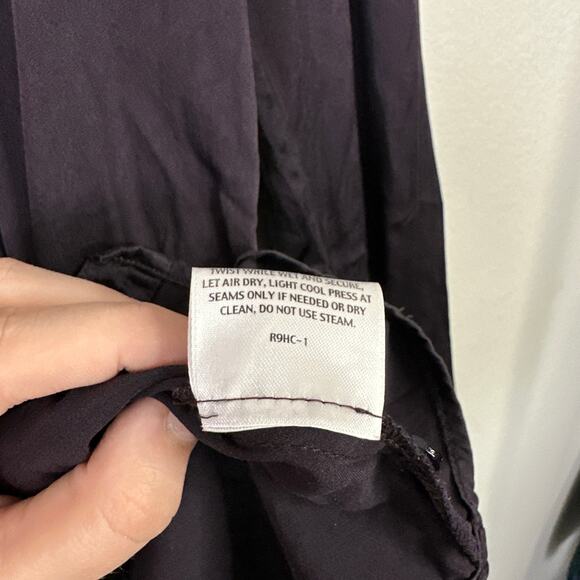 TWIST WHILE WET AND SECURE,
LET AIR DRY, LIGHT COOL PRESS AT
SEAMS ONLY IF NEEDED OR DRY
CLEAN, DO NOT USE STEAM.
R9HC~1